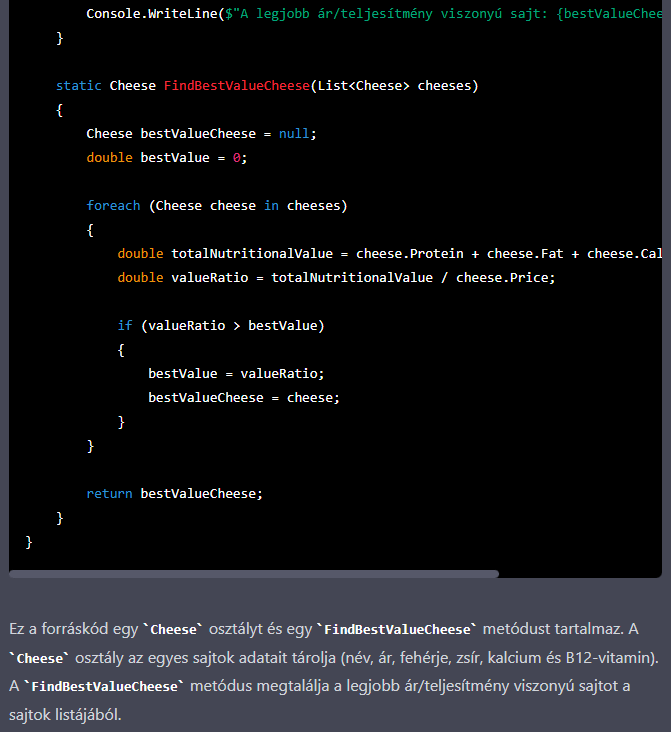 Console.WriteLine($"A legjobb ár/teljesítmény viszonyú sajt: {bestValueChee
}
static Cheese FindBestValueCheese(List<Cheese> cheeses)
{
Cheese bestValueCheese = null;
double bestValue = 0;
foreach (Cheese cheese in cheeses)
{
double totalNutritionalValue = cheese.Protein + cheese.Fat + cheese.Cal
double valueRatio = totalNutritionalValue / cheese.Price;
if (valueRatio > bestValue)
{
bestValue = valueRatio;
bestValueCheese = cheese;
}
}
return bestValueCheese;
}
}
Ez a forráskód egy `Cheese` osztályt és egy `FindBestValueCheese` metódust tartalmaz. A
`Cheese` osztály az egyes sajtok adatait tárolja (név, ár, fehérje, zsír, kalcium és B12-vitamin).
A `FindBestValueCheese` metódus megtalálja a legjobb ár/teljesítmény viszonyú sajtot a
sajtok listájából.